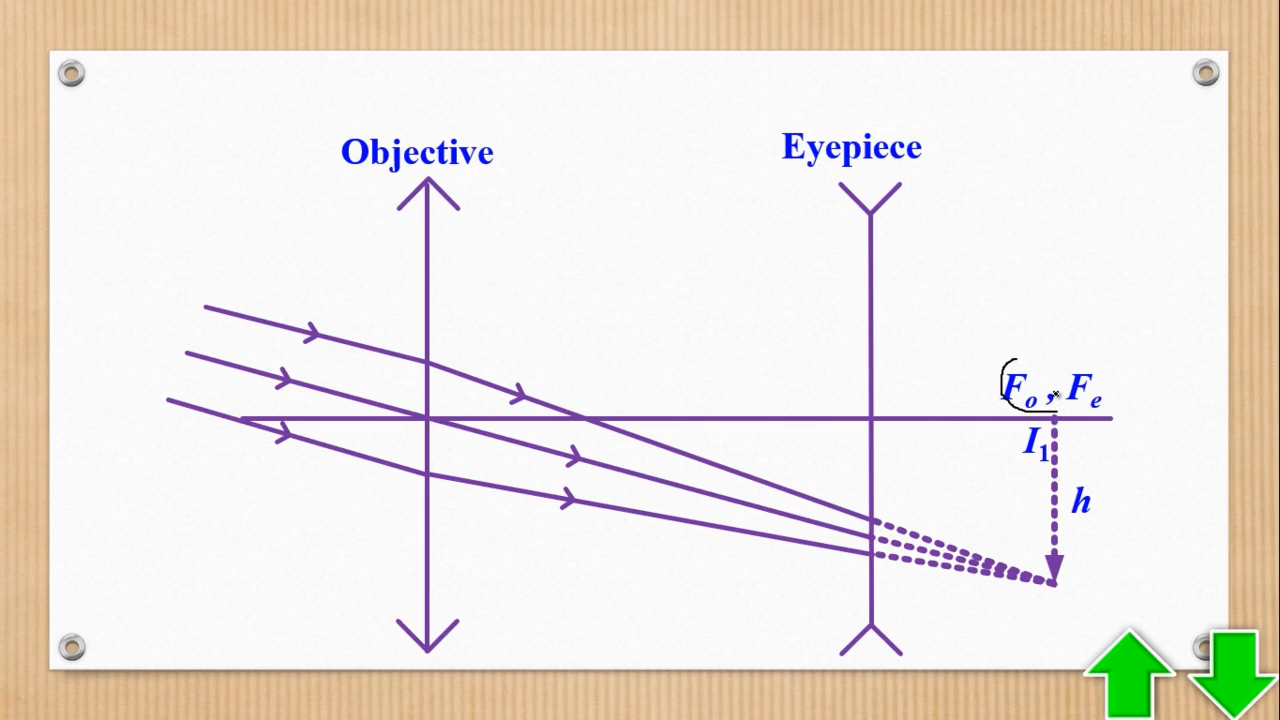 Objective
Eyepiece
Fₒ , Fₑ
I₁
h